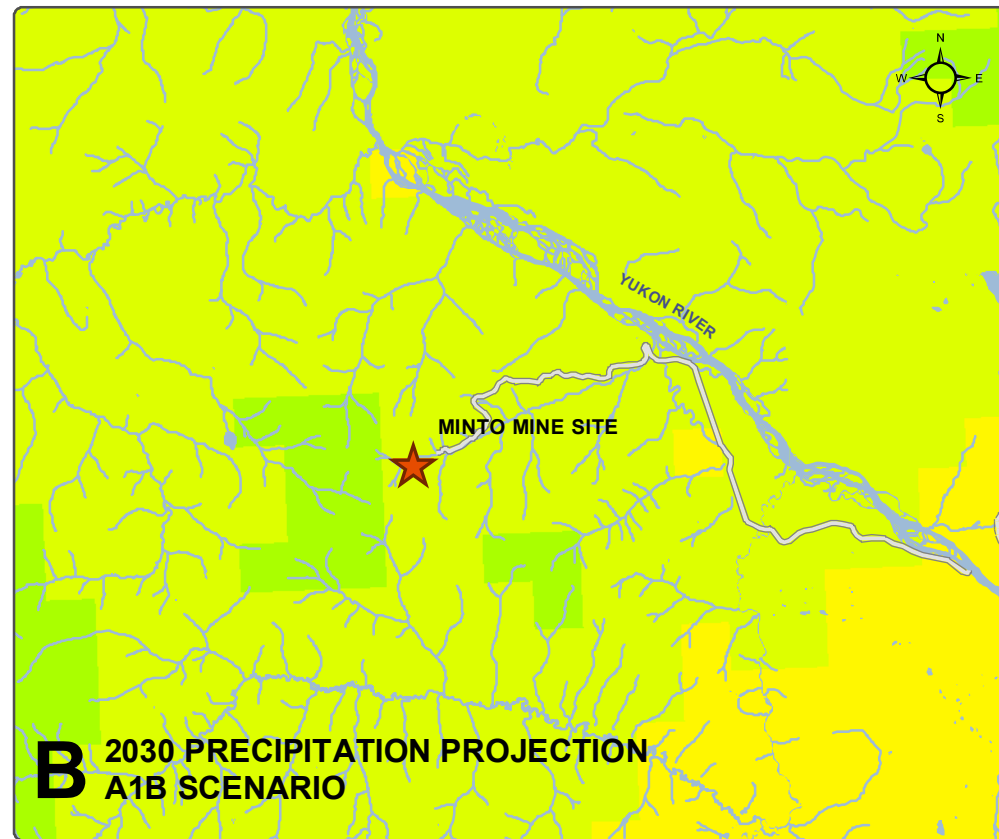 N
W E
S
YUKON RIVER
MINTO MINE SITE
B 2030 PRECIPITATION PROJECTION
A1B SCENARIO